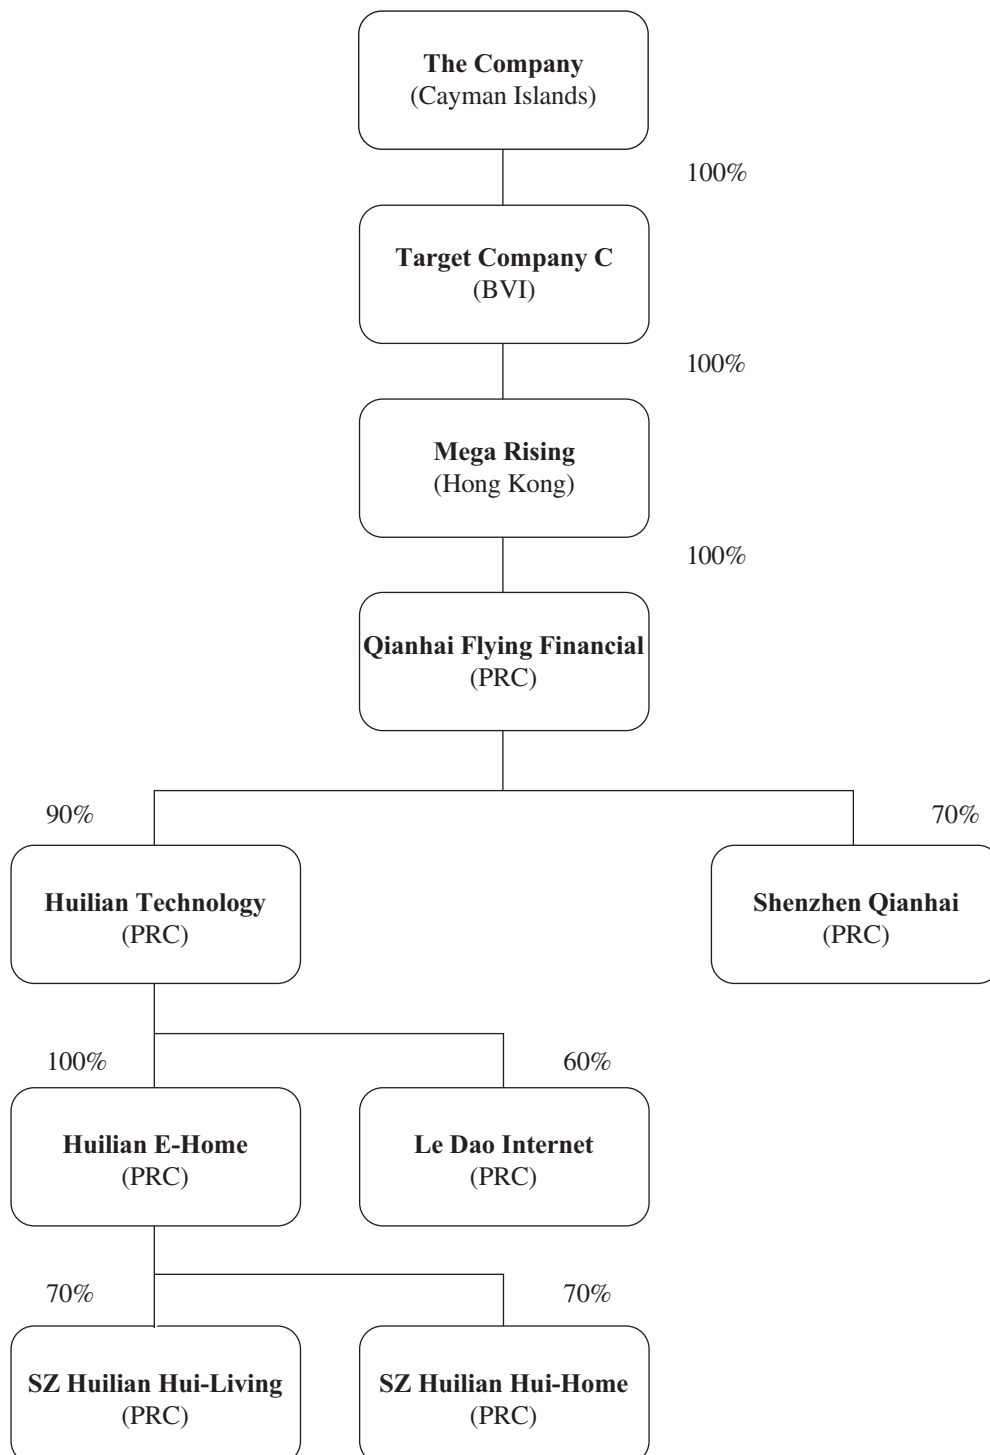 The Company
(Cayman Islands)
100%
Target Company C
(BVI)
100%
Mega Rising
(Hong Kong)
100%
Qianhai Flying Financial
(PRC)
90%
70%
Huilian Technology
(PRC)
Shenzhen Qianhai
(PRC)
100%
60%
Huilian E-Home
(PRC)
Le Dao Internet
(PRC)
70%
70%
SZ Huilian Hui-Living
(PRC)
SZ Huilian Hui-Home
(PRC)